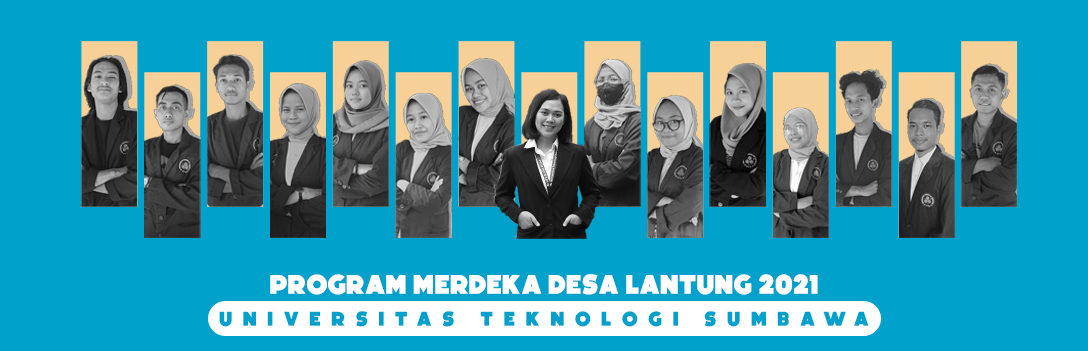 PROGRAM MERDEKA DESA LANTUNG 2021
UNIVERSITAS TEKNOLOGI SUMBAWA